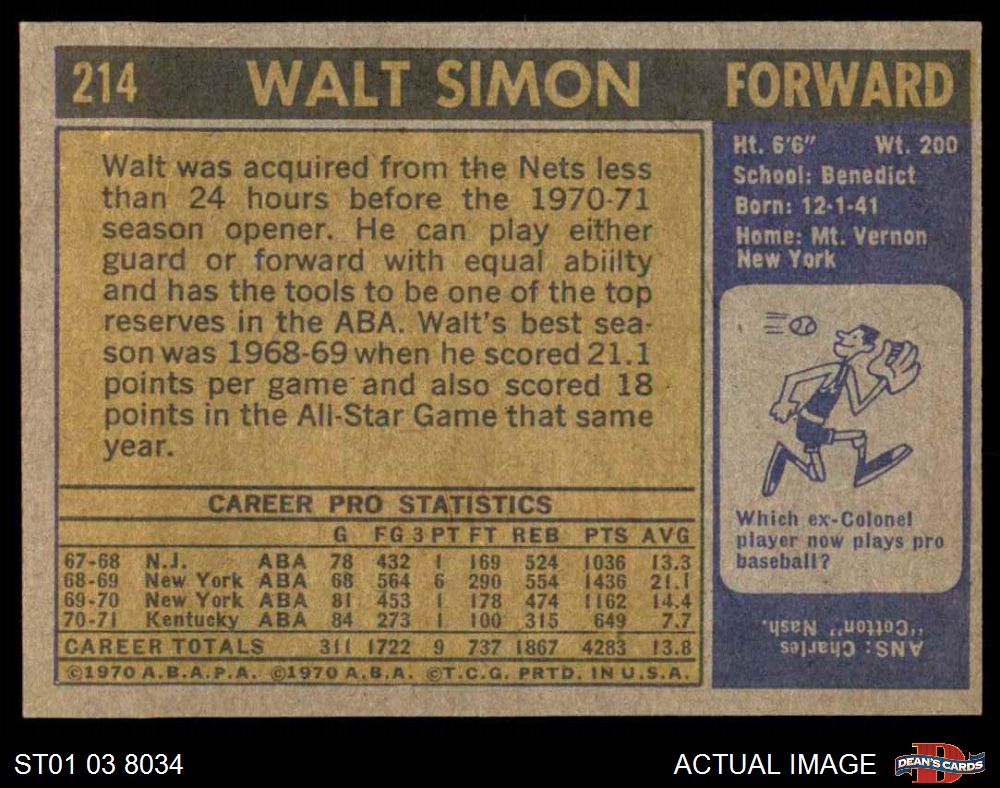 214 WALT SIMON FORWARD
Walt was acquired from the Nets less
than 24 hours before the 1970-71
season opener. He can play either
guard or forward with equal abiilty
and has the tools to be one of the top
reserves in the ABA. Walt's best sea-
son was 1968-69 when he scored 21.1
points per game and also scored 18
points in the All-Star Game that same
year.
CAREER PRO STATISTICS
G FG 3 PT FT REB PTS AVG
67-68 N.J. ABA 78 432 1 169 524 1036 13.3
68-69 New York ABA 68 564 6 290 554 1436 21.1
69-70 New York ABA 81 453 1 178 474 1162 14.4
70-71 Kentucky ABA 84 273 1 100 315 649 7.7
CAREER TOTALS 311 1722 9 737 1867 4283 13.8
©1970 A.B.A.P.A. ©1970 A.B.A. ©T.C.G. PRTD. IN U.S.A.
Ht. 6'6" Wt. 200
School: Benedict
Born: 12-1-41
Home: Mt. Vernon
New York
Which ex-Colonel
player now plays pro
baseball?
ANS: Charles
"Cotton" Nash.
ST01 03 8034
ACTUAL IMAGE
D
DEAN'S CARDS